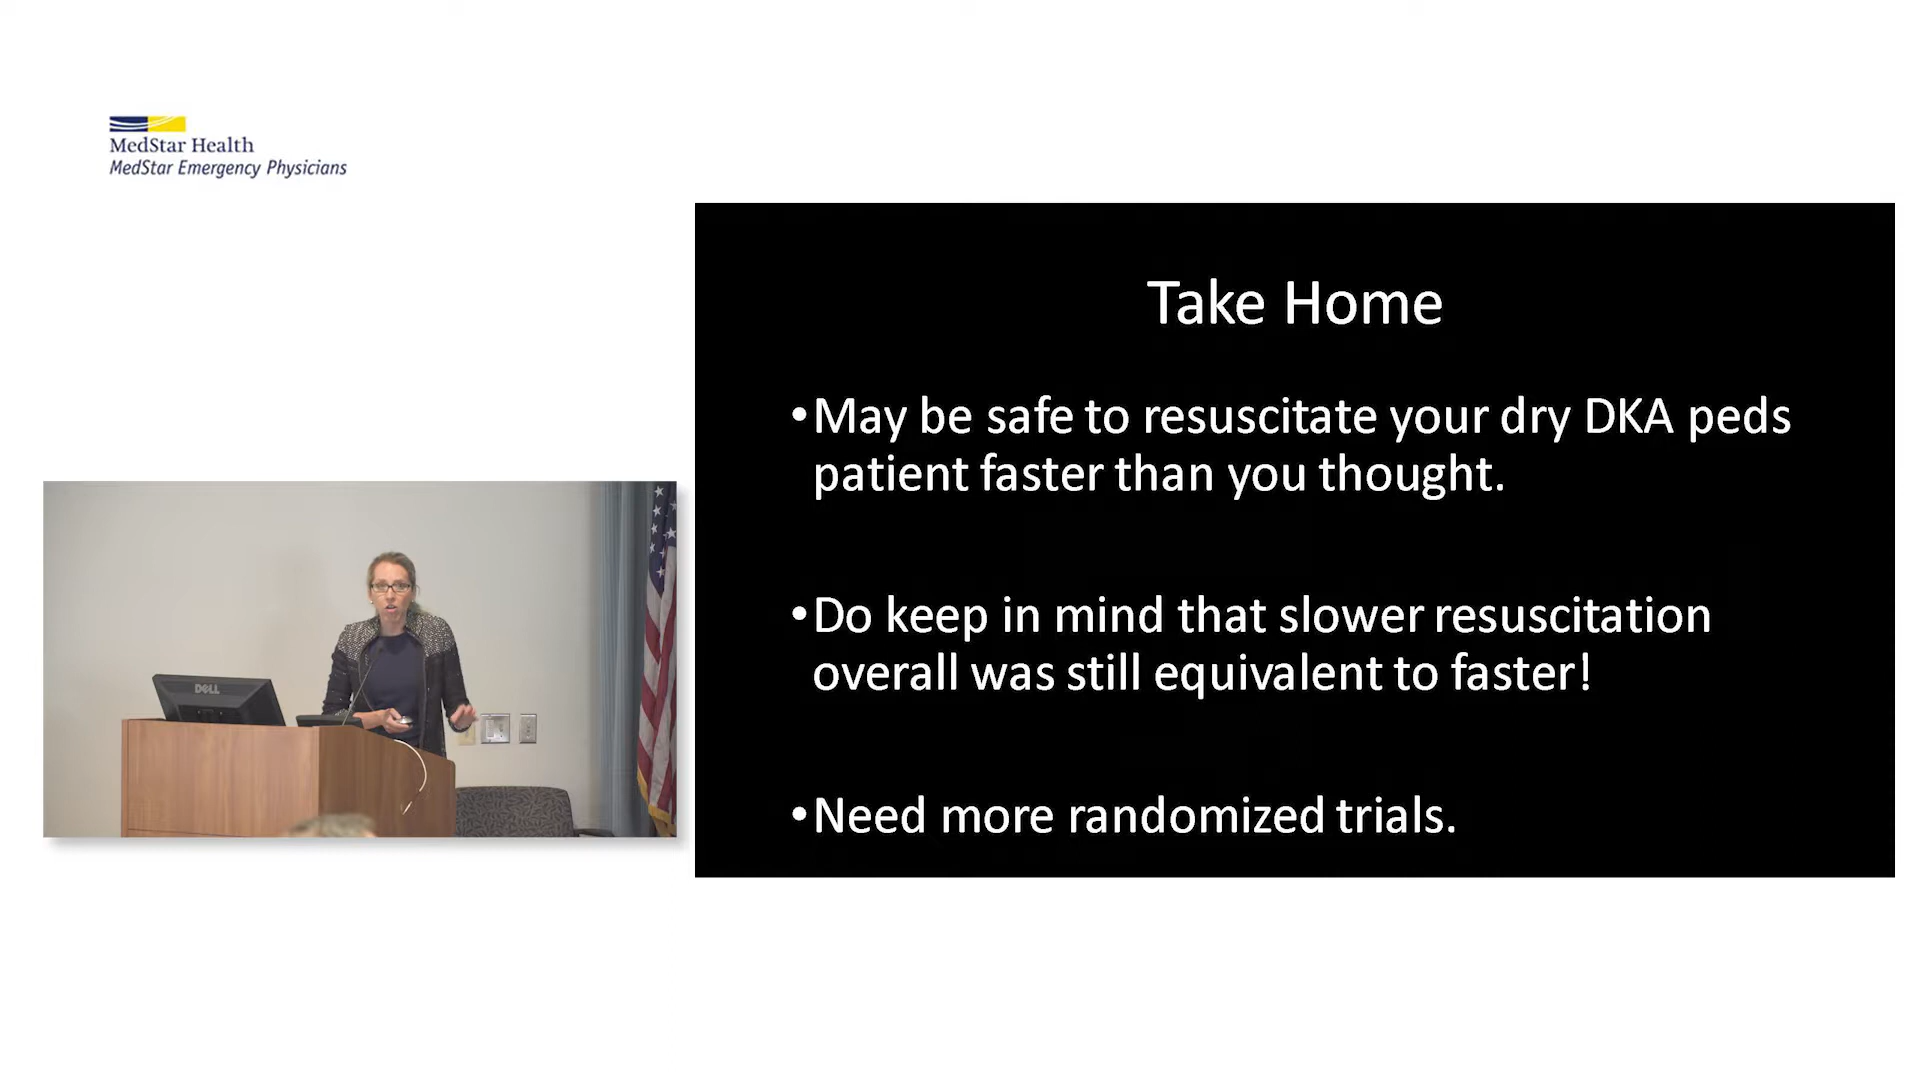 MedStar Health
MedStar Emergency Physicians
Take Home
•May be safe to resuscitate your dry DKA peds
patient faster than you thought.
•Do keep in mind that slower resuscitation
overall was still equivalent to faster!
•Need more randomized trials.
DELL